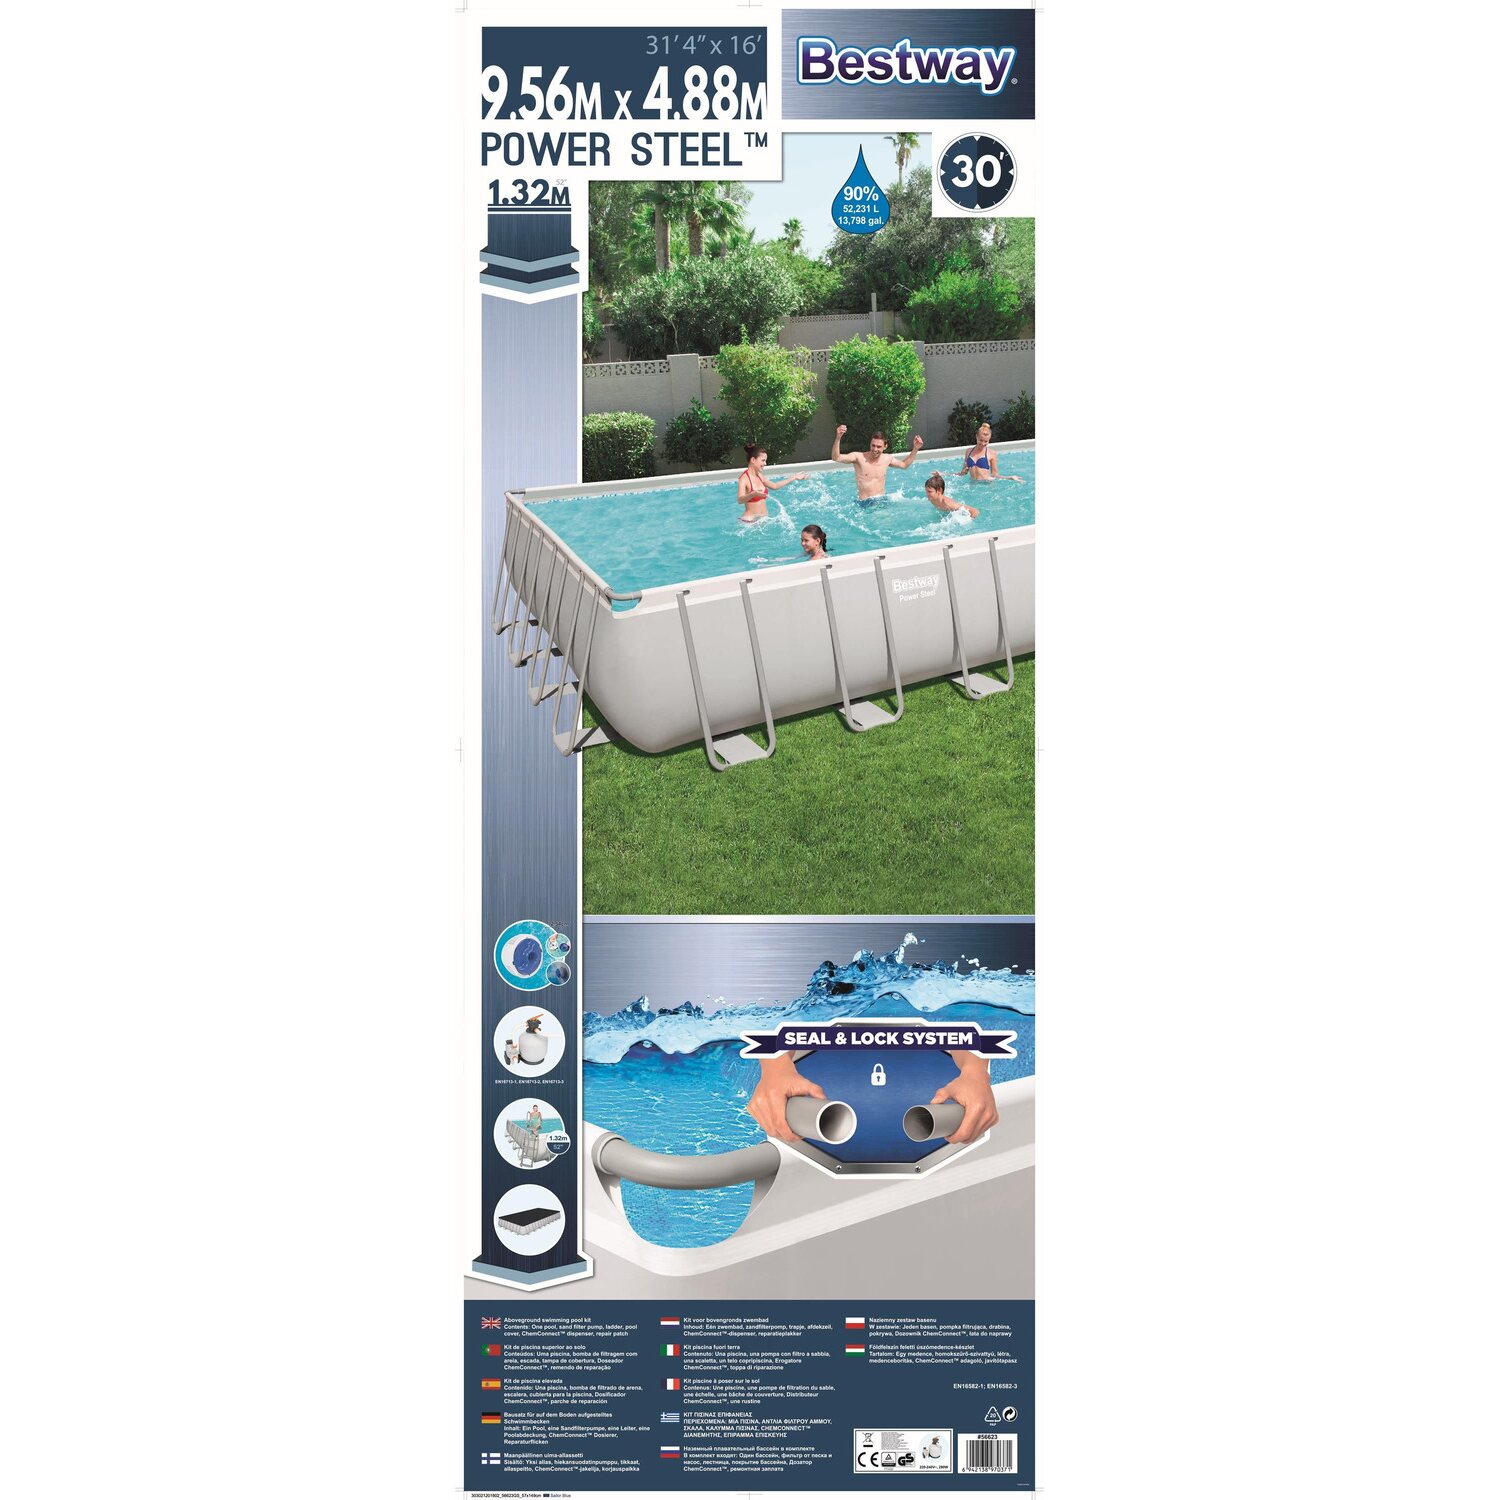 31' 4" x 16'
9.56M x 4.88M
POWER STEEL™
52"
1.32M
Bestway®
30'
90%
52,231 L
13,798 gal.
Bestway
Power Steel
EN16713-1, EN16713-2, EN16713-3
1.32m
52"
SEAL & LOCK SYSTEM
Aboveground swimming pool kit
Contents: One pool, sand filter pump, ladder, pool
cover, ChemConnect™ dispenser, repair patch
Kit de piscina superior ao solo
Conteúdos: Uma piscina, bomba de filtragem com
areia, escada, tampa de cobertura, Doseador
ChemConnect™, remendo de reparação
Kit de piscina elevada
Contenido: Una piscina, bomba de filtrado de arena,
escalera, cubierta para la piscina, Dosificador
ChemConnect™, parche de reparación
Bausatz für auf dem Boden aufgestelltes
Schwimmbecken
Inhalt: Ein Pool, eine Sandfilterpumpe, eine Leiter, eine
Poolabdeckung, ChemConnect™ Dosierer,
Reparaturflicken
Maanpäällinen uima-allassetti
Sisältö: Yksi allas, hiekansuodatinpumppu, tikkaat,
allaspeitto, ChemConnect™-jakelija, korjauspaikka
Kit voor bovengronds zwembad
Inhoud: Eén zwembad, zandfilterpomp, trapje, afdekzeil,
ChemConnect™-dispenser, reparatieplakker
Kit piscina fuori terra
Contenuto: Una piscina, una pompa con filtro a sabbia,
una scaletta, un telo copripiscina, Erogatore
ChemConnect™, toppa di riparazione
Kit piscine à poser sur le sol
Contenus: Une piscine, une pompe de filtration du sable,
une échelle, une bâche de couverture, Distributeur
ChemConnect™, une rustine
ΚΙΤ ΠΙΣΙΝΑΣ ΕΠΙΦΑΝΕΙΑΣ
ΠΕΡΙΕΧΟΜΕΝΑ: ΜΙΑ ΠΙΣΙΝΑ, ΑΝΤΛΙΑ ΦΙΛΤΡΟΥ ΑΜΜΟΥ,
ΣΚΑΛΑ, ΚΑΛΥΜΜΑ ΠΙΣΙΝΑΣ, CHEMCONNECT™
ΔΙΑΝΕΜΗΤΗΣ, ΕΠΙΡΑΜΜΑ ΕΠΙΣΚΕΥΗΣ
Наземный плавательный бассейн в комплекте
В комплект входят: Один бассейн, фильтр от песка и
насос, лестница, покрытие бассейна, Дозатор
ChemConnect™, ремонтная заплата
Naziemny zestaw basenu
W zestawie: Jeden basen, pompka filtrująca, drabina,
pokrywa, Dozownik ChemConnect™, łata do naprawy
Földfelszín feletti úszómedence-készlet
Tartalom: Egy medence, homokszűrő-szivattyú, létra,
medenceborítás, ChemConnect™ adagoló, javítótapasz
EN16582-1; EN16582-3
20
PAP
CE
GS
220-240V~, 290W
#56623
6 942138 970371
303021201802_56623GS_57x149cm Sailor Blue